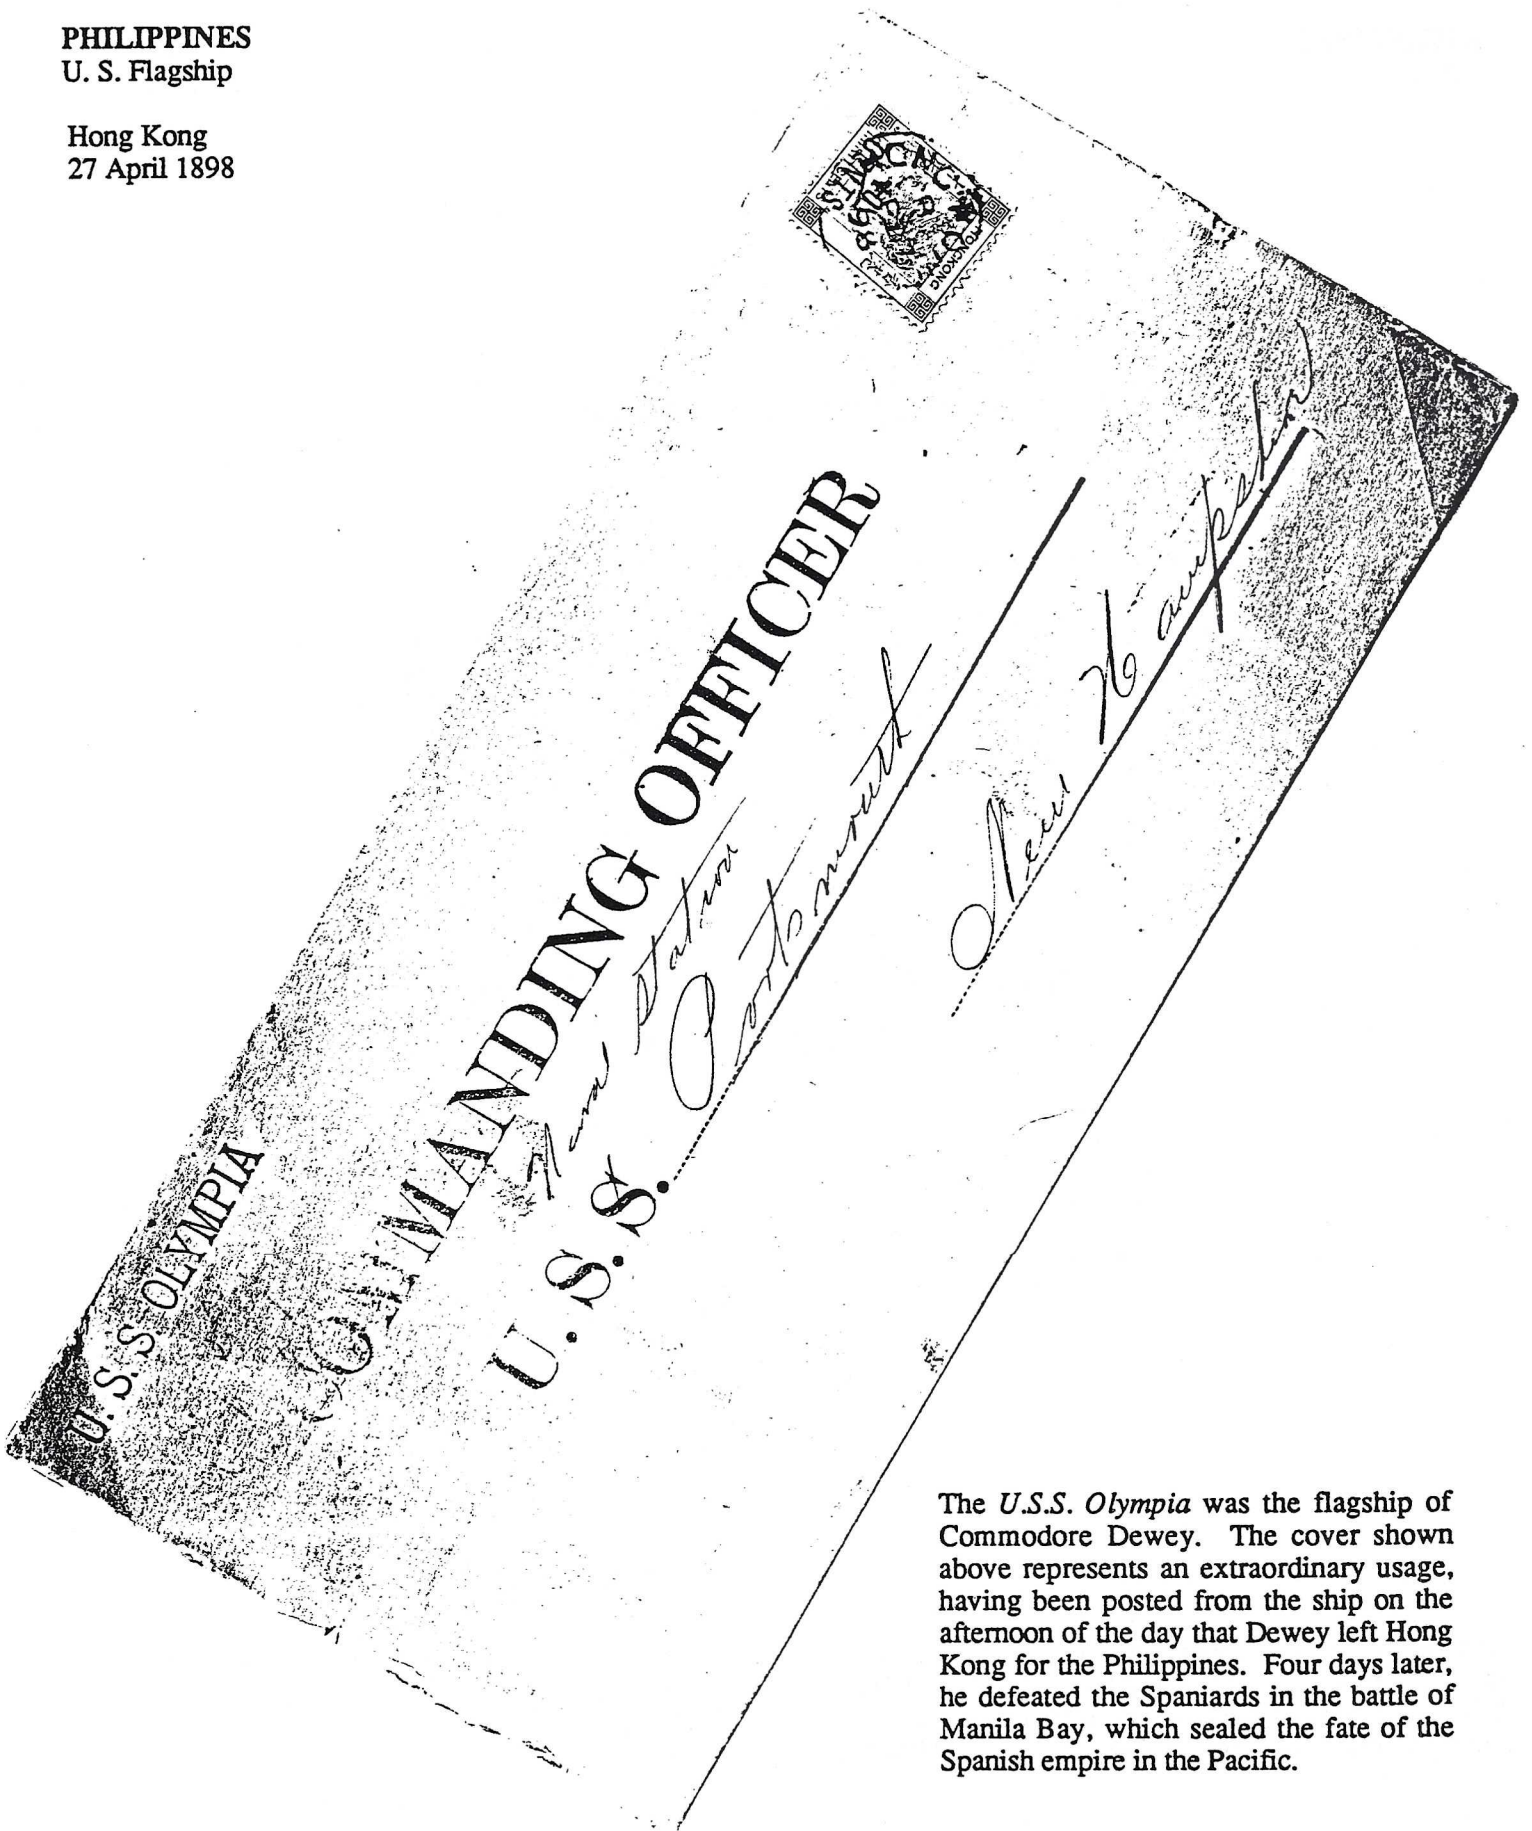 PHILIPPINES
U. S. Flagship
Hong Kong
27 April 1898
HONGKONG
U.S.S OLYMPIA
COMMANDING OFFICER
Naval Station
U.S.S. Portsmouth
New Hampshire
The U.S.S. Olympia was the flagship of
Commodore Dewey. The cover shown
above represents an extraordinary usage,
having been posted from the ship on the
afternoon of the day that Dewey left Hong
Kong for the Philippines. Four days later,
he defeated the Spaniards in the battle of
Manila Bay, which sealed the fate of the
Spanish empire in the Pacific.